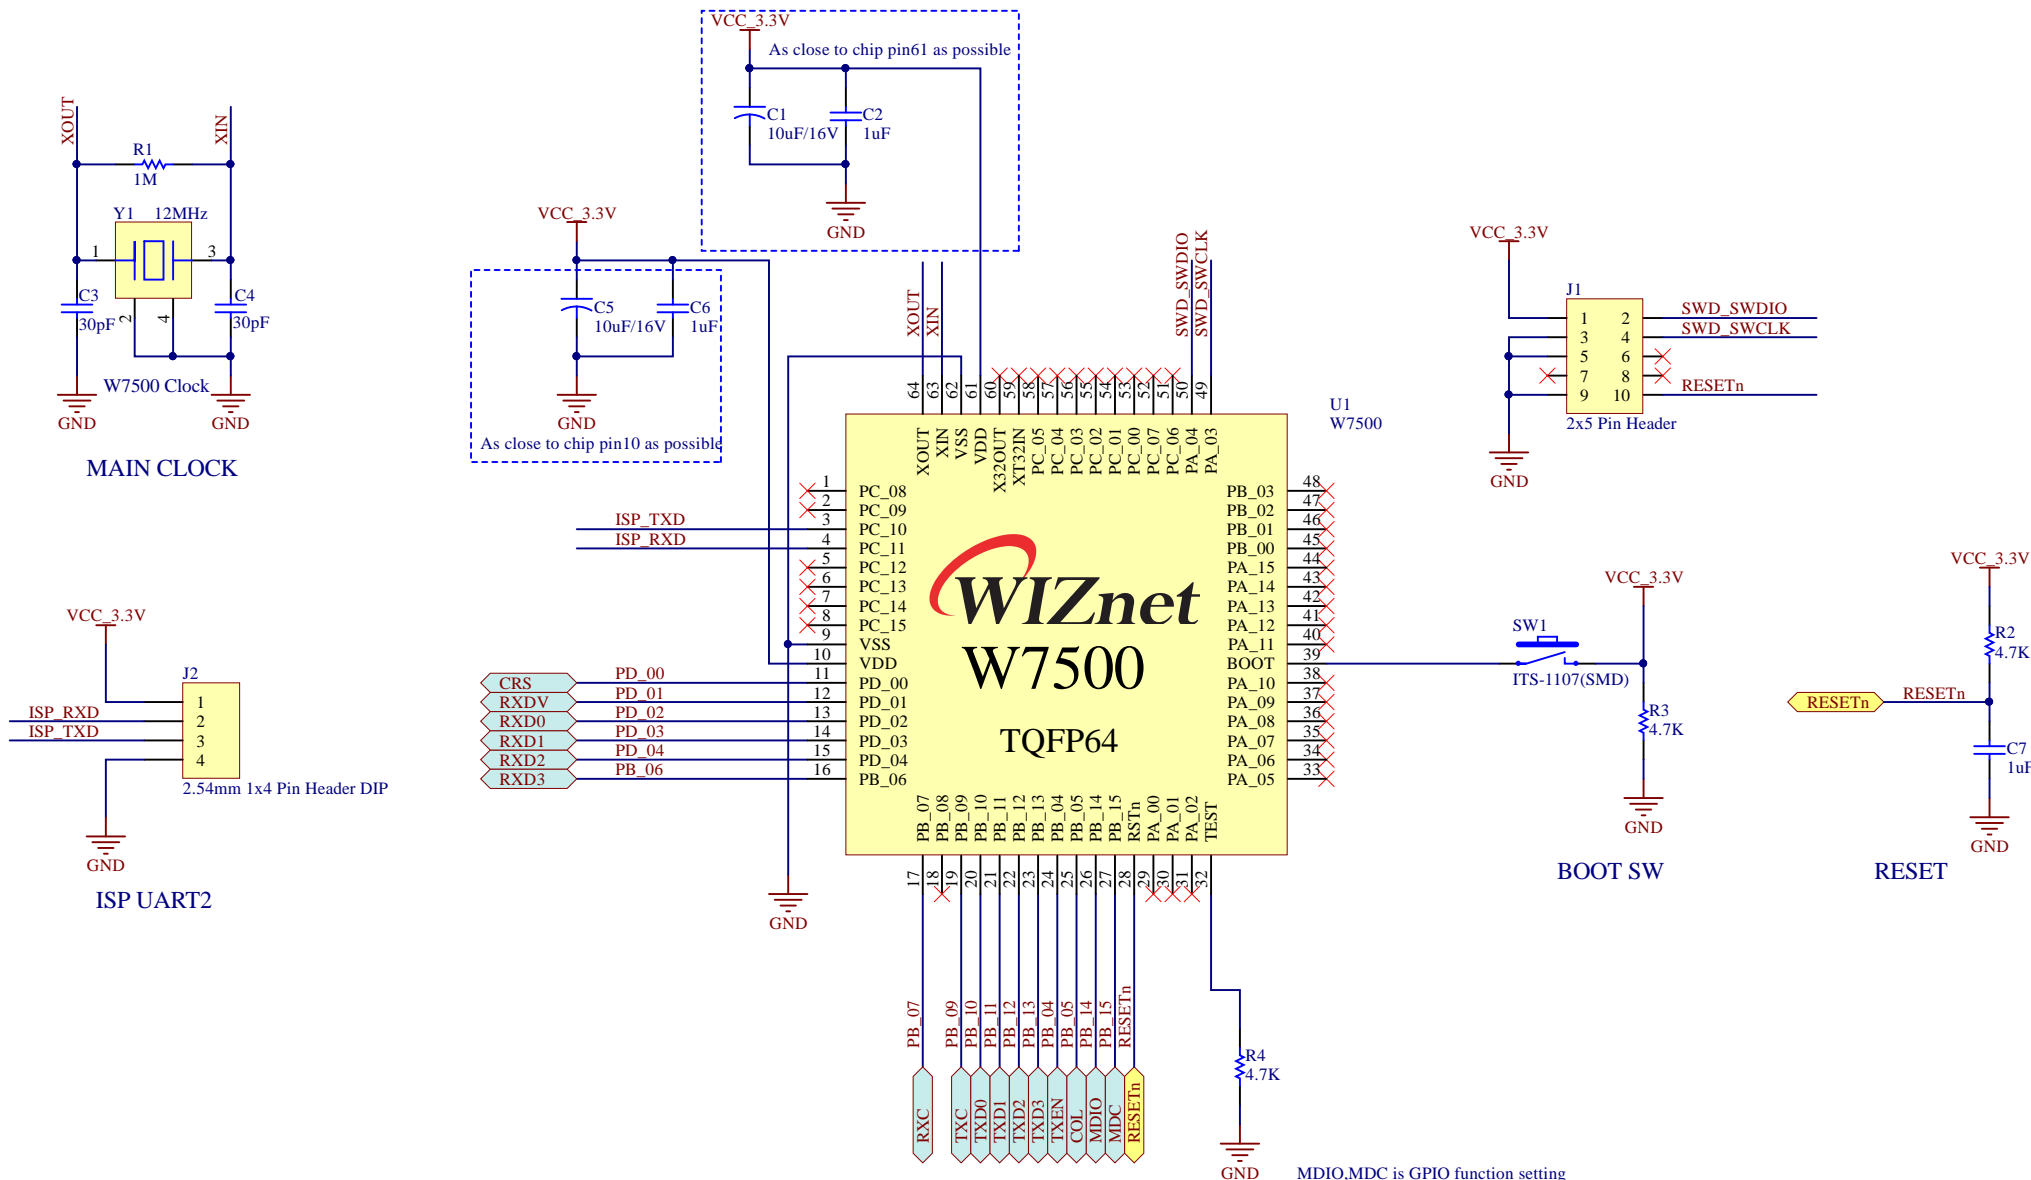 VCC_3.3V
As close to chip pin61 as possible
C1
10uF/16V
C2
1uF
GND
XOUT
XIN
R1
1M
Y1 12MHz
1
3
2
4
C3
30pF
C4
30pF
W7500 Clock
GND
GND
MAIN CLOCK
VCC_3.3V
C5
10uF/16V
C6
1uF
GND
As close to chip pin10 as possible
XOUT
XIN
SWD_SWDIO
SWD_SWCLK
64
63
62
61
60
59
58
57
56
55
54
53
52
51
50
49
XOUT
XIN
VSS
VDD
X32OUT
XT32IN
PC_05
PC_04
PC_03
PC_02
PC_01
PC_00
PC_07
PC_06
PA_04
PA_03
U1
W7500
VCC_3.3V
J1
1 2
3 4
5 6
7 8
9 10
SWD_SWDIO
SWD_SWCLK
RESETn
2x5 Pin Header
GND
ISP_TXD
ISP_RXD
1 PC_08
2 PC_09
3 PC_10
4 PC_11
5 PC_12
6 PC_13
7 PC_14
8 PC_15
9 VSS
10 VDD
11 PD_00
12 PD_01
13 PD_02
14 PD_03
15 PD_04
16 PB_06
WIZnet
W7500
TQFP64
PB_03 48
PB_02 47
PB_01 46
PB_00 45
PA_15 44
PA_14 43
PA_13 42
PA_12 41
PA_11 40
BOOT 39
PA_10 38
PA_09 37
PA_08 36
PA_07 35
PA_06 34
PA_05 33
CRS PD_00
RXDV PD_01
RXD0 PD_02
RXD1 PD_03
RXD2 PD_04
RXD3 PB_06
VCC_3.3V
J2
1
2
3
4
ISP_RXD
ISP_TXD
2.54mm 1x4 Pin Header DIP
GND
ISP UART2
VCC_3.3V
SW1
ITS-1107(SMD)
R3
4.7K
GND
BOOT SW
VCC_3.3V
R2
4.7K
RESETn
RESETn
C7
1uF
GND
RESET
PB_07
PB_08
PB_09
PB_10
PB_11
PB_12
PB_13
PB_04
PB_05
PB_14
PB_15
RSTn
PA_00
PA_01
PA_02
TEST
17
18
19
20
21
22
23
24
25
26
27
28
29
30
31
32
GND
PB_07
PB_09
PB_10
PB_11
PB_12
PB_13
PB_04
PB_05
PB_14
PB_15
RESETn
RXC
TXC
TXD0
TXD1
TXD2
TXD3
TXEN
COL
MDIO
MDC
RESETn
R4
4.7K
GND
MDIO,MDC is GPIO function setting